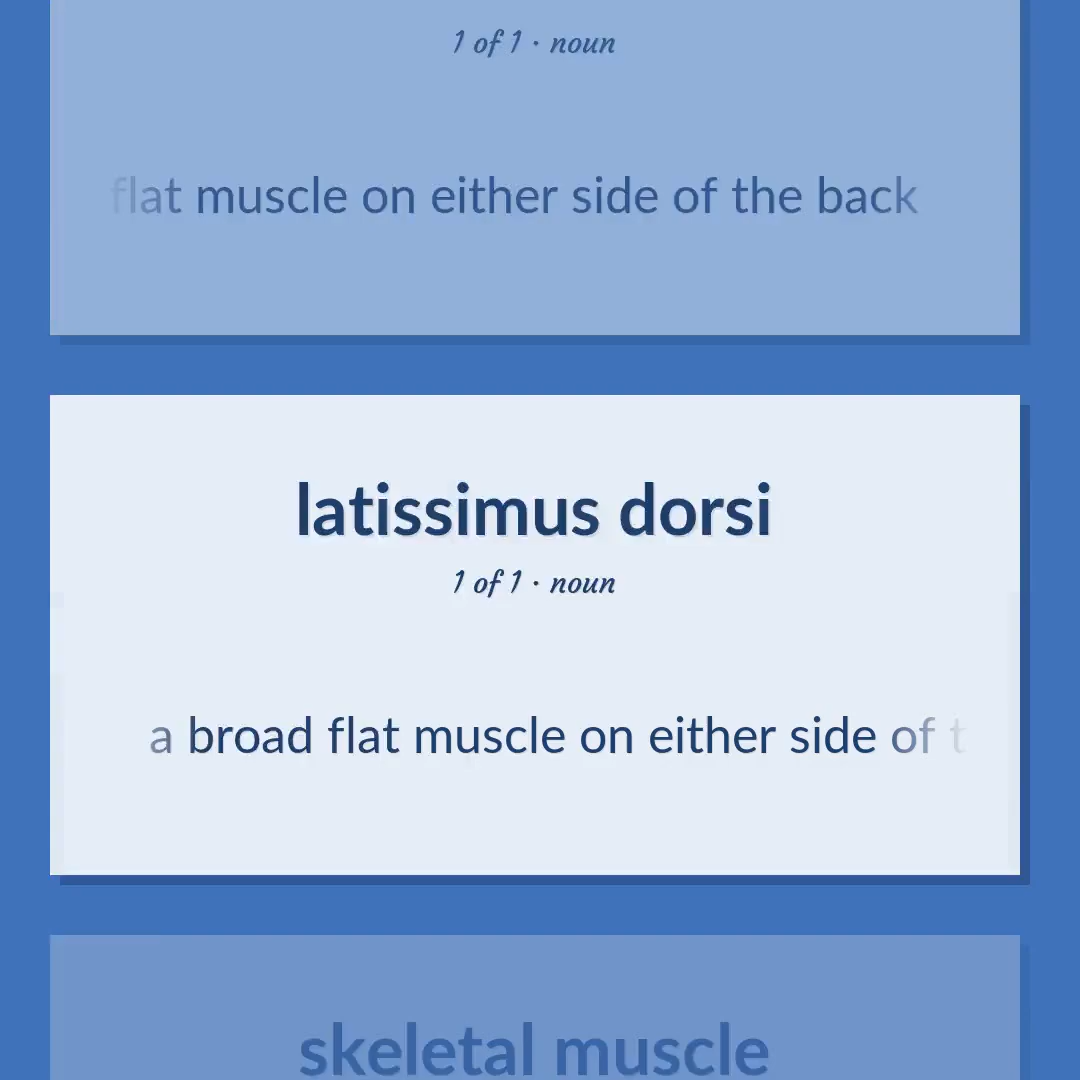 1 of 1 · noun
flat muscle on either side of the back
latissimus dorsi
1 of 1 · noun
a broad flat muscle on either side of t
skeletal muscle